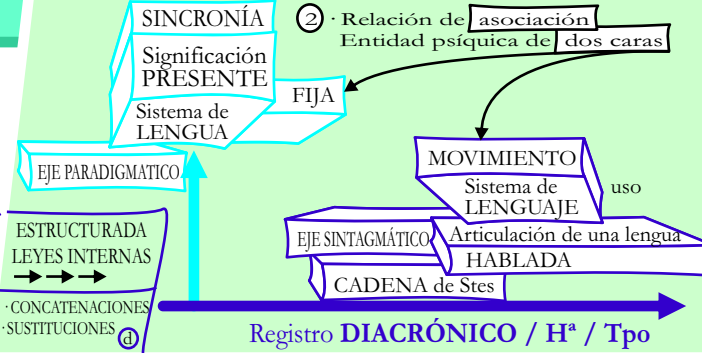 SINCRONÍA
Significación
PRESENTE
FIJA
Sistema de
LENGUA
EJE PARADIGMATICO
2 · Relación de asociación
Entidad psíquica de dos caras
MOVIMIENTO
Sistema de
LENGUAJE
uso
EJE SINTAGMÁTICO
Articulación de una lengua
HABLADA
CADENA de Stes
ESTRUCTURADA
LEYES INTERNAS
· CONCATENACIONES
· SUSTITUCIONES d
Registro DIACRÓNICO / Hª / Tpo